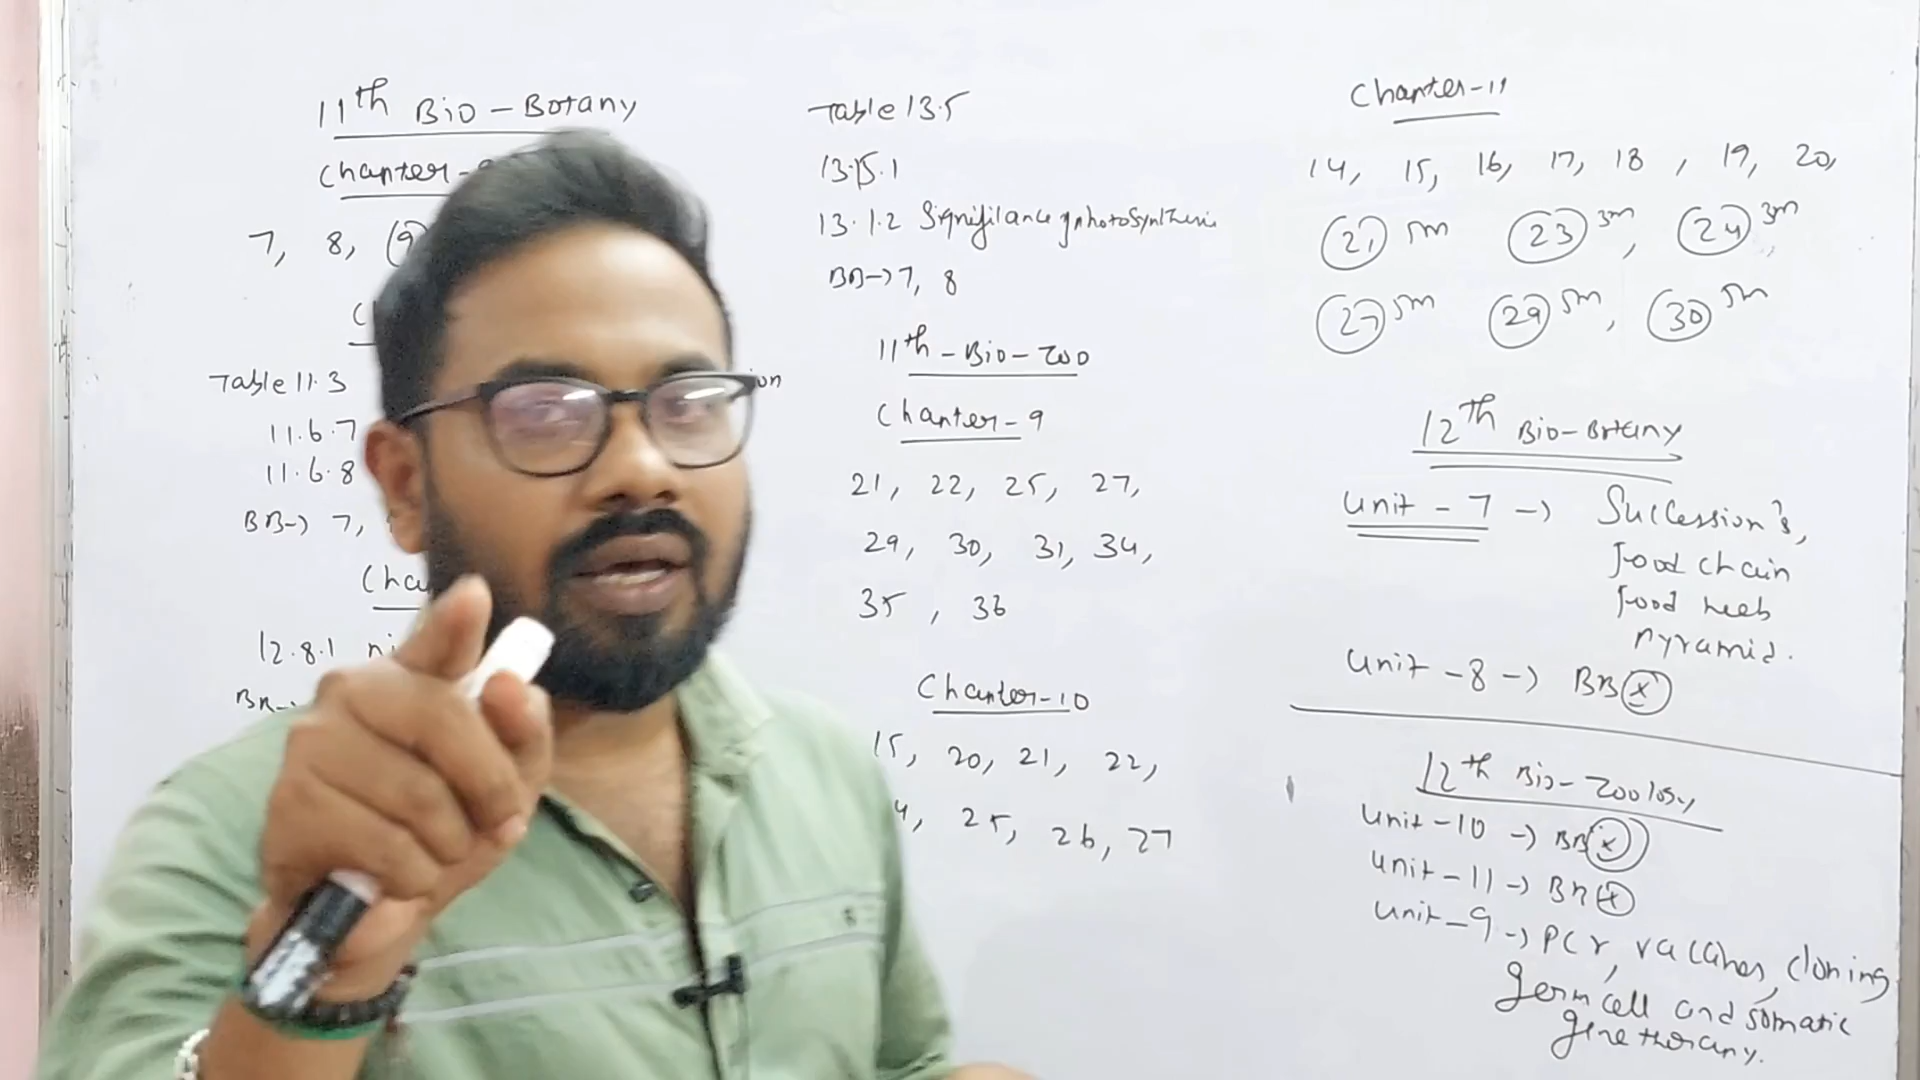 11th Bio - Botany
Chapter -
7, 8, 9
Table 11.3
11.6.7
11.6.8
BB-> 7,
12.8.1
BB->
Table 13.5
13.15.1
13.1.2 Significance of photosynthesis
BB-> 7, 8
11th - Bio - Zoo
Chapter - 9
21, 22, 25, 27,
29, 30, 31, 34,
35, 36
Chapter-10
15, 20, 21, 22,
25, 26, 27
Chapter-11
14, 15, 16, 17, 18, 19, 20,
21 5m 23 3m, 24 3m,
27 5m 29 5m, 30 5m
12th Bio-Botany
Unit - 7 -> Succession's,
Food chain
Food web
pyramid.
Unit - 8 -> BB x
12th Bio-Zoology
Unit-10 -> BB x
Unit-11 -> BB x
Unit-9 -> PCr, vaccines, cloning
Germ cell and somatic
gene therapy.